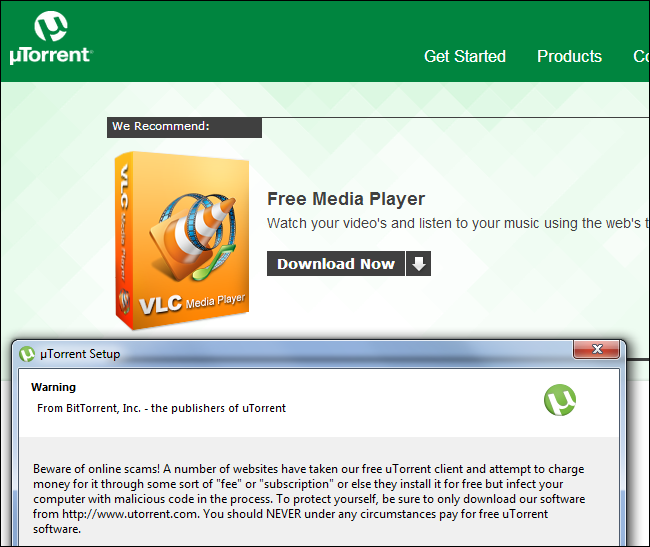 µTorrent
Get Started Products Co
We Recommend:
VLC Media Player
VLC Media Player
Free Media Player
Watch your video's and listen to your music using the web's t
Download Now
µTorrent Setup
Warning
From BitTorrent, Inc. - the publishers of uTorrent
Beware of online scams! A number of websites have taken our free uTorrent client and attempt to charge
money for it through some sort of "fee" or "subscription" or else they install it for free but infect your
computer with malicious code in the process. To protect yourself, be sure to only download our software
from http://www.utorrent.com. You should NEVER under any circumstances pay for free uTorrent
software.